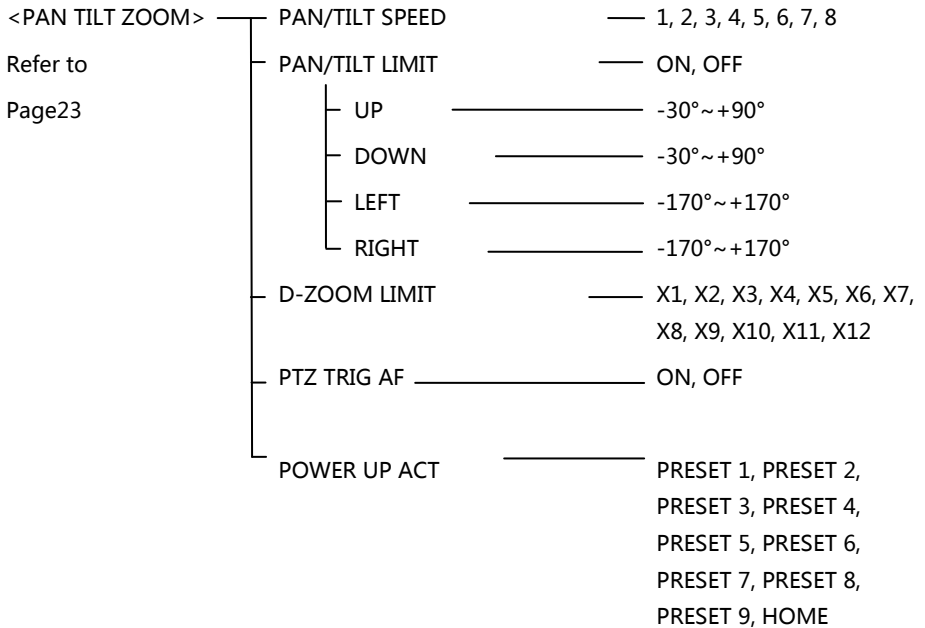 <PAN TILT ZOOM> PAN/TILT SPEED 1, 2, 3, 4, 5, 6, 7, 8
Refer to PAN/TILT LIMIT ON, OFF
Page23 UP -30°~+90°
DOWN -30°~+90°
LEFT -170°~+170°
RIGHT -170°~+170°
D-ZOOM LIMIT X1, X2, X3, X4, X5, X6, X7,
X8, X9, X10, X11, X12
PTZ TRIG AF ON, OFF
POWER UP ACT PRESET 1, PRESET 2,
PRESET 3, PRESET 4,
PRESET 5, PRESET 6,
PRESET 7, PRESET 8,
PRESET 9, HOME